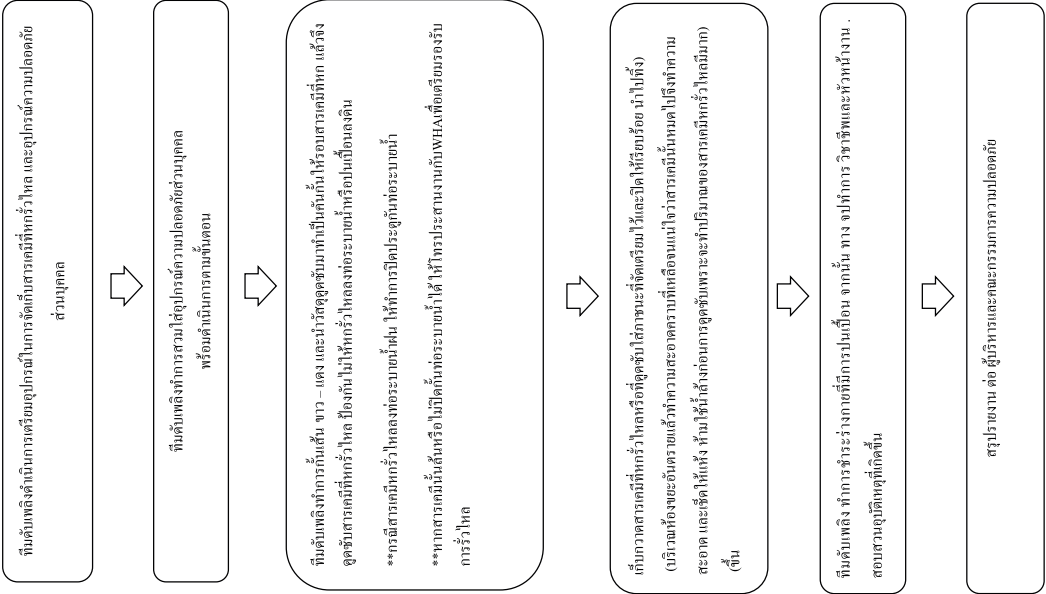 ทีมดับเพลิงดำเนินการเตรียมอุปกรณ์ในการจัดเก็บสารเคมีที่หกรั่วไหล และอุปกรณ์ความปลอดภัย
ส่วนบุคคล
ทีมดับเพลิงทำการสวมใส่อุปกรณ์ความปลอดภัยส่วนบุคคล
พร้อมดำเนินการตามขั้นตอน
ทีมดับเพลิงทำการกั้นเส้น ขาว – แดง และนำวัสดุดูดซับมาทำเป็นคันกั้นให้รอบสารเคมีที่หก แล้วจึง
ดูดซับสารเคมีที่หกรั่วไหล ป้องกันไม่ให้หกรั่วไหลลงท่อระบายน้ำหรือปนเปื้อนลงดิน
**กรณีสารเคมีหกรั่วไหลลงท่อระบายน้ำฝน ให้ทำการปิดประตูกั้นท่อระบายน้ำ
**หากสารเคมีนั้นล้นหรือไม่ปิดกั้นท่อระบายน้ำได้ ให้โทรประสานงานกับWHAเพื่อเตรียมรองรับ
การรั่วไหล
เก็บกวาดสารเคมีที่หกรั่วไหลหรือที่ดูดซับใส่ภาชนะที่จัดเตรียมไว้และปิดให้เรียบร้อย นำไปทิ้ง)
(บริเวณห้องขยะอันตรายแล้วทำความสะอาดคราบที่เหลือจนแน่ใจว่าสารเคมีนั้นหมดไปจึงทำความ
สะอาด และเช็ดให้แห้ง ห้ามใช้น้ำล้างก่อนการดูดซับเพราะจะทำปริมาณของสารเคมีหกรั่วไหลมีมาก)
(ขึ้น
ทีมดับเพลิง ทำการชำระร่างกายที่มีการปนเปื้อน จากนั้น ทาง จปทำการ วิชาชีพและหัวหน้างาน .
สอบสวนอุบัติเหตุที่เกิดขึ้น
สรุปรายงาน ต่อ ผู้บริหารและคณะกรรมการความปลอดภัย